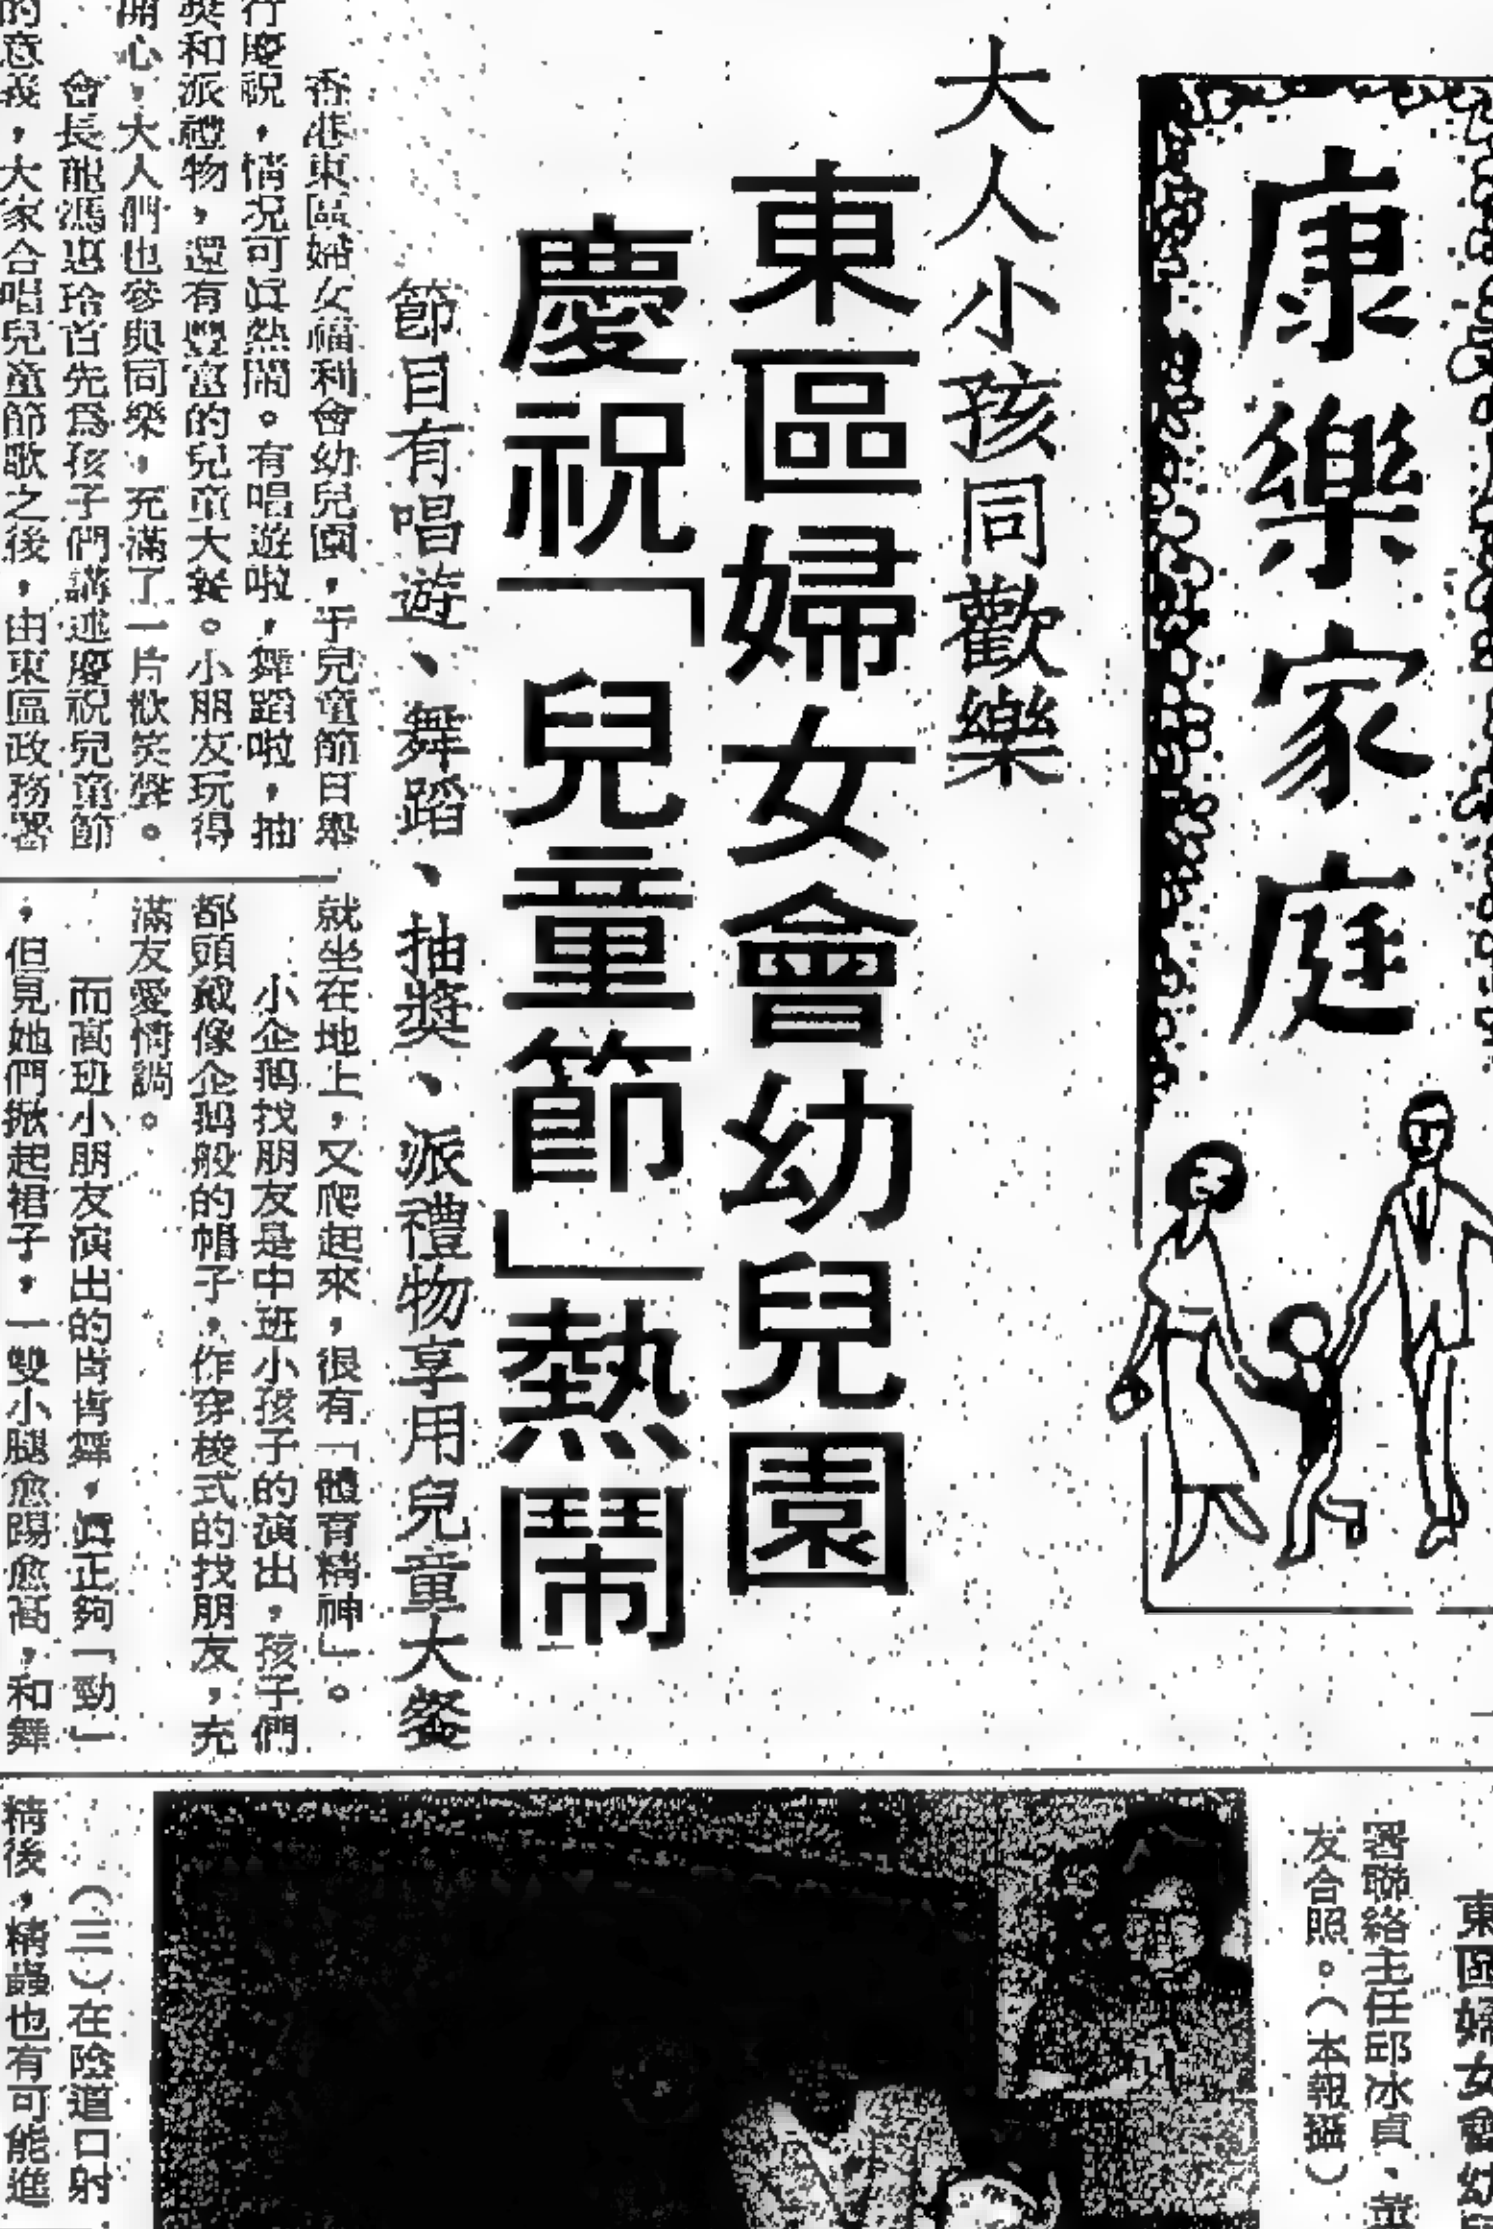 康樂家庭
大人小孩同歡樂
東區婦女會幼兒園
慶祝「兒童節」熱鬧
節目有唱遊、舞蹈、抽獎、派禮物享用兒童大餐
香港東區婦女福利會幼兒園，于兒童節日舉
行慶祝，情況可眞熱鬧。有唱遊啦，舞蹈啦，抽
獎和派禮物，還有豐富的兒童大餐。小朋友玩得
開心，大人們也參與同樂，充滿了一片歡笑聲。
會長龍馮惠玲首先爲孩子們講述慶祝兒童節
的意義，大家合唱兒童節歌之後，由東區政務署
就坐在地上，又爬起來，很有「體育精神」。
小企鵝找朋友是中班小孩子的演出，孩子們
都頭戴像企鵝般的帽子，作穿梭式的找朋友，充
滿友愛情調。
而高班小朋友演出的肯肯舞，眞正夠「勁」
，但見她們掀起裙子，一雙小腿愈踢愈高，和舞
東區婦女會幼兒
署聯絡主任邱冰貞、黃
友合照。（本報攝）
（三）在陰道口射
精後，精蟲也有可能進